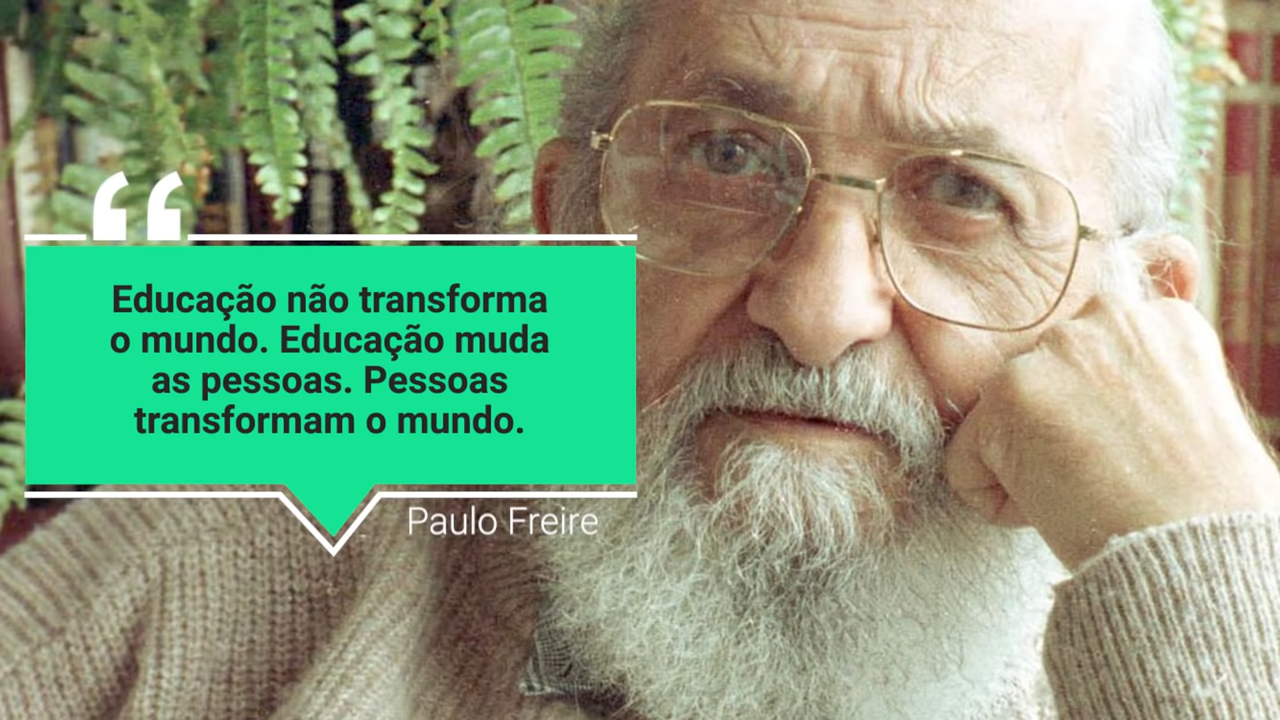 “
Educação não transforma
o mundo. Educação muda
as pessoas. Pessoas
transformam o mundo.
Paulo Freire